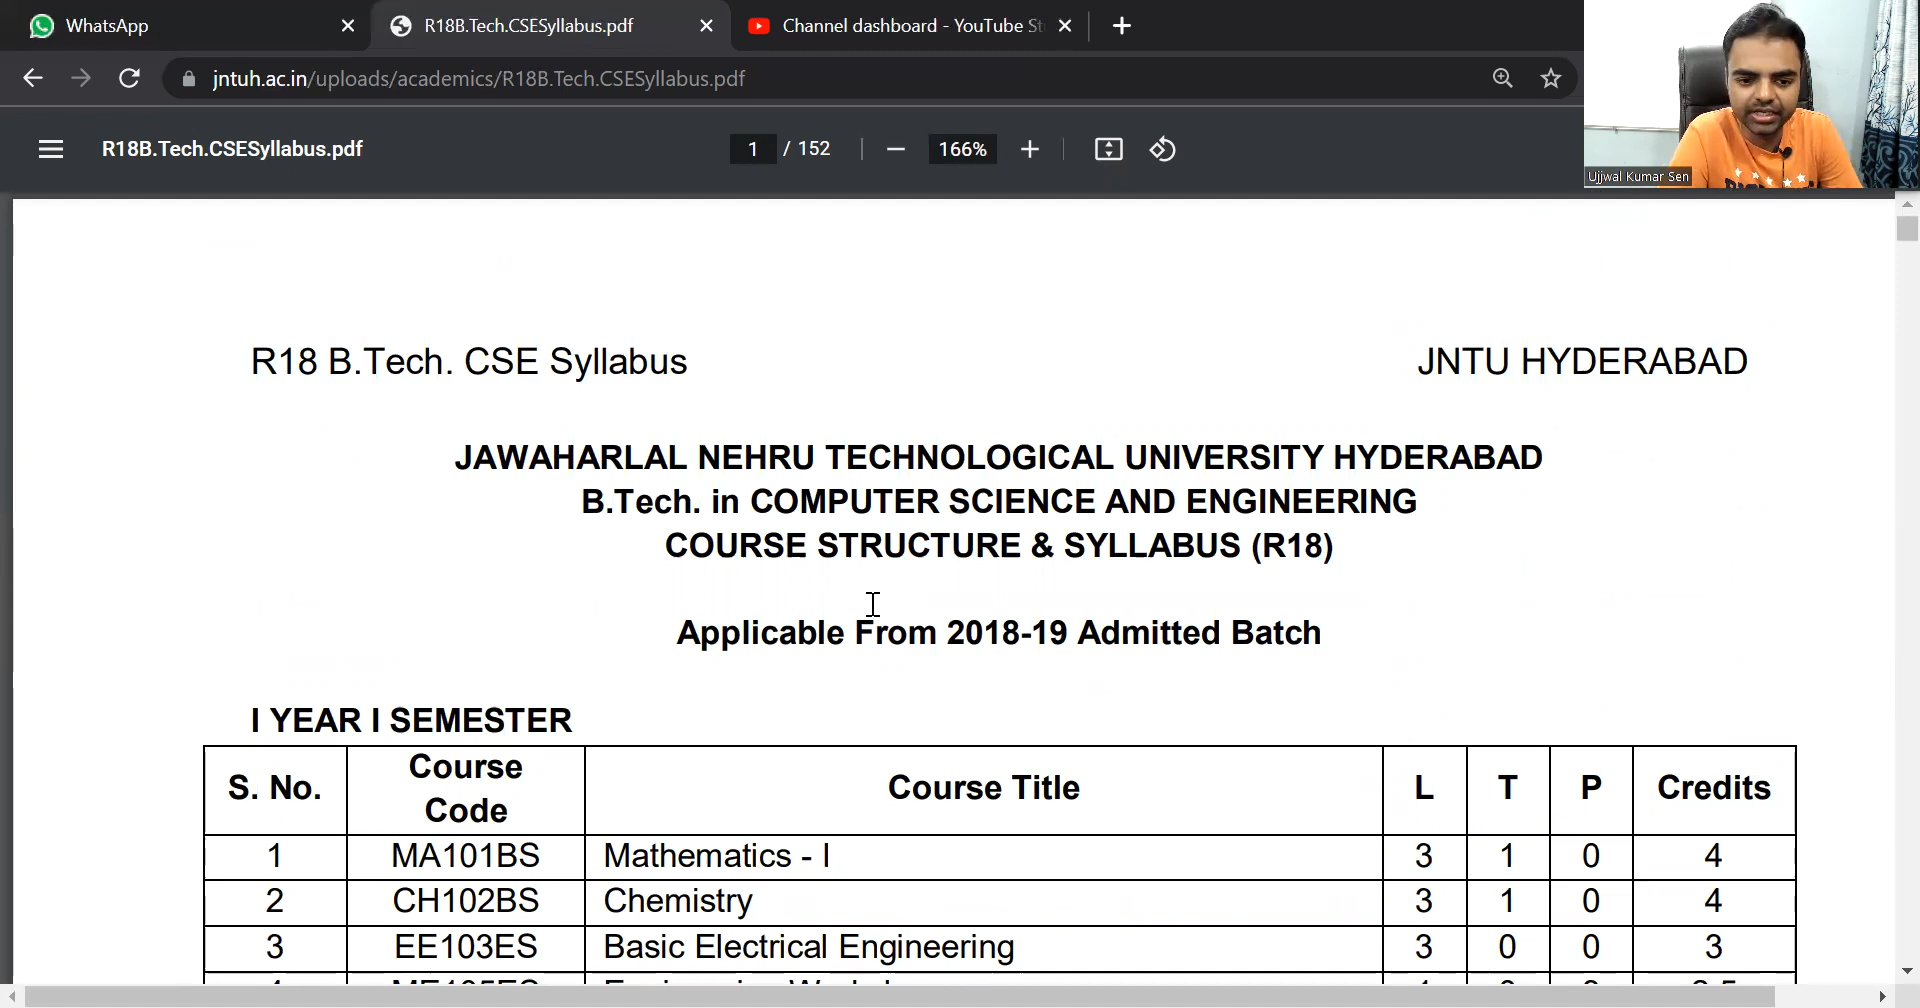 WhatsApp R18B.Tech.CSESyllabus.pdf Channel dashboard - YouTube St
jntuh.ac.in/uploads/academics/R18B.Tech.CSESyllabus.pdf
R18B.Tech.CSESyllabus.pdf 1 / 152 166%
Ujjwal Kumar Sen
R18 B.Tech. CSE Syllabus JNTU HYDERABAD
JAWAHARLAL NEHRU TECHNOLOGICAL UNIVERSITY HYDERABAD
B.Tech. in COMPUTER SCIENCE AND ENGINEERING
COURSE STRUCTURE & SYLLABUS (R18)
Applicable From 2018-19 Admitted Batch
I YEAR I SEMESTER
S. No. Course Code Course Title L T P Credits
1 MA101BS Mathematics - I 3 1 0 4
2 CH102BS Chemistry 3 1 0 4
3 EE103ES Basic Electrical Engineering 3 0 0 3